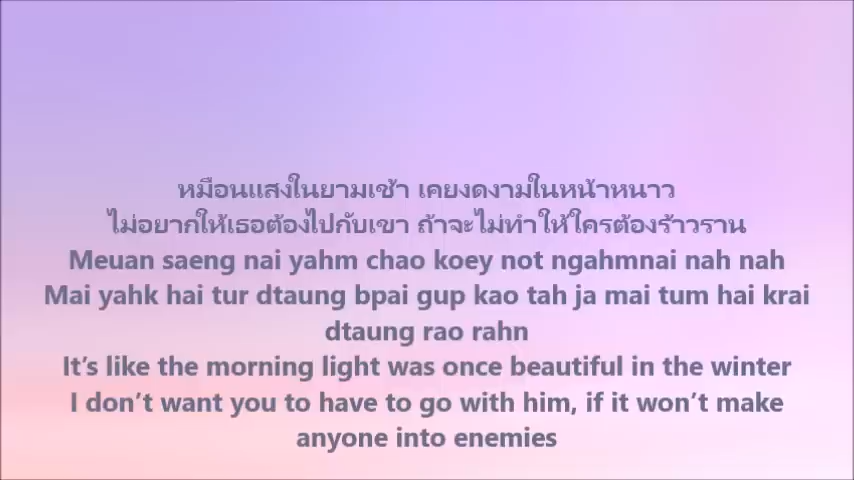 หมือนแสงในยามเช้า เคยงดงามในหน้าหนาว
ไม่อยากให้เธอต้องไปกับเขา ถ้าจะไม่ทำให้ใครต้องร้าวราน
Meuan saeng nai yahm chao koey not ngahmnai nah nah
Mai yahk hai tur dtaung bpai gup kao tah ja mai tum hai krai
dtaung rao rahn
It’s like the morning light was once beautiful in the winter
I don’t want you to have to go with him, if it won’t make
anyone into enemies